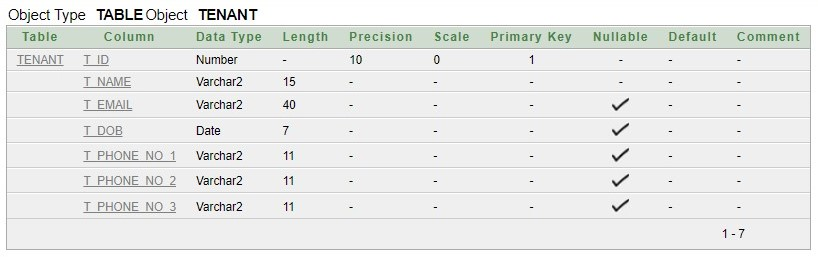 Object Type TABLE Object TENANT
Table Column Data Type Length Precision Scale Primary Key Nullable Default Comment
TENANT T_ID Number - 10 0 1 - - -
T_NAME Varchar2 15 - - - - - -
T_EMAIL Varchar2 40 - - - ✓ - -
T_DOB Date 7 - - - ✓ - -
T_PHONE_NO_1 Varchar2 11 - - - ✓ - -
T_PHONE_NO_2 Varchar2 11 - - - ✓ - -
T_PHONE_NO_3 Varchar2 11 - - - ✓ - -
1 - 7